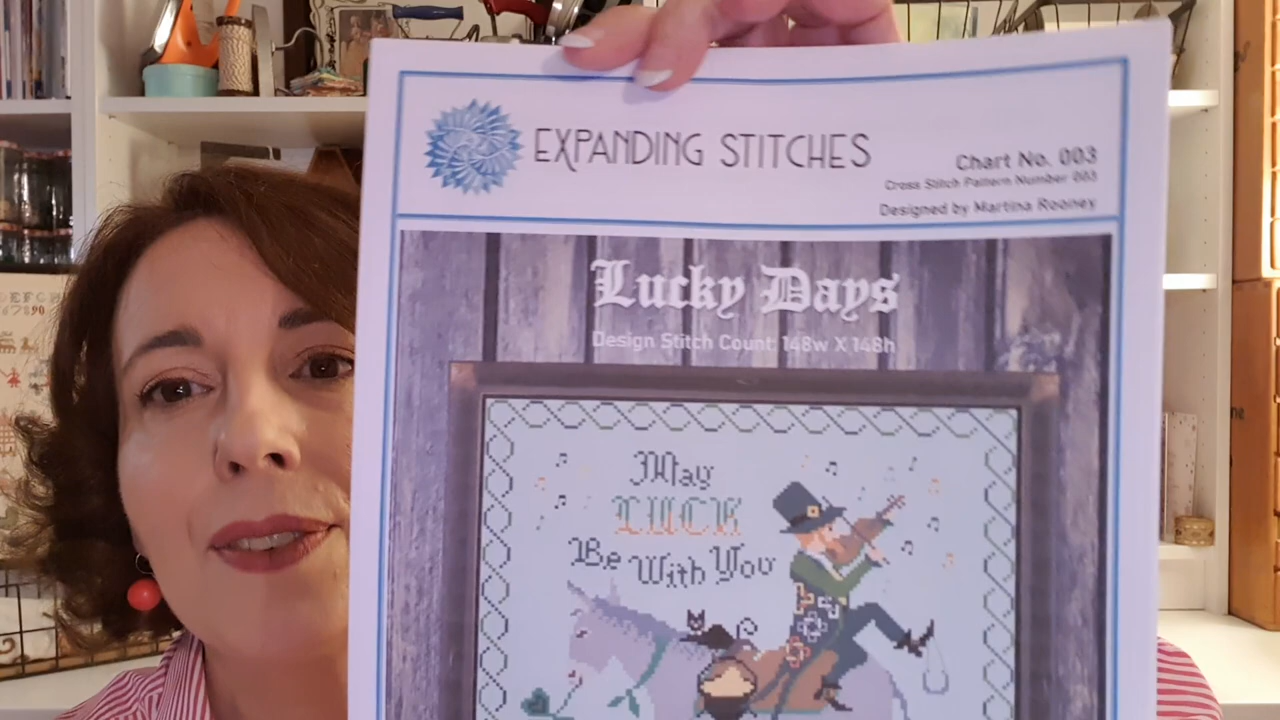 EXPANDING STITCHES
Chart No. 003
Cross Stitch Pattern Number 003
Designed by Martina Rooney
Lucky Days
Design Stitch Count: 148w X 148h
May
LUCK
Be With You